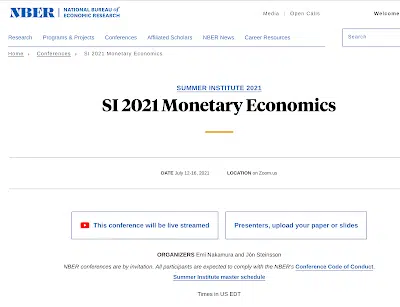 NBER | NATIONAL BUREAU of ECONOMIC RESEARCH
Media | Open Calls Welcome
Research Programs & Projects Conferences Affiliated Scholars NBER News Career Resources Search
Home Conferences SI 2021 Monetary Economics
SUMMER INSTITUTE 2021
SI 2021 Monetary Economics
DATE July 12-16, 2021 LOCATION on Zoom.us
This conference will be live streamed
Presenters, upload your paper or slides
ORGANIZERS Emi Nakamura and Jón Steinsson
NBER conferences are by invitation. All participants are expected to comply with the NBER's Conference Code of Conduct.
Summer Institute master schedule
Times in US EDT